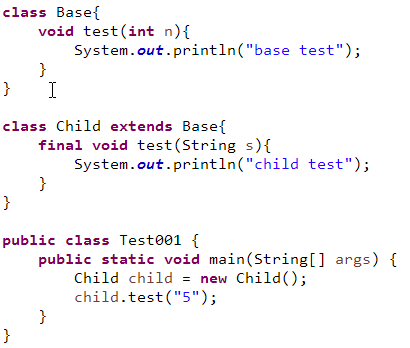 class Base{
    void test(int n){
        System.out.println("base test");
    }
}
class Child extends Base{
    final void test(String s){
        System.out.println("child test");
    }
}
public class Test001 {
    public static void main(String[] args) {
        Child child = new Child();
        child.test("5");
    }
}